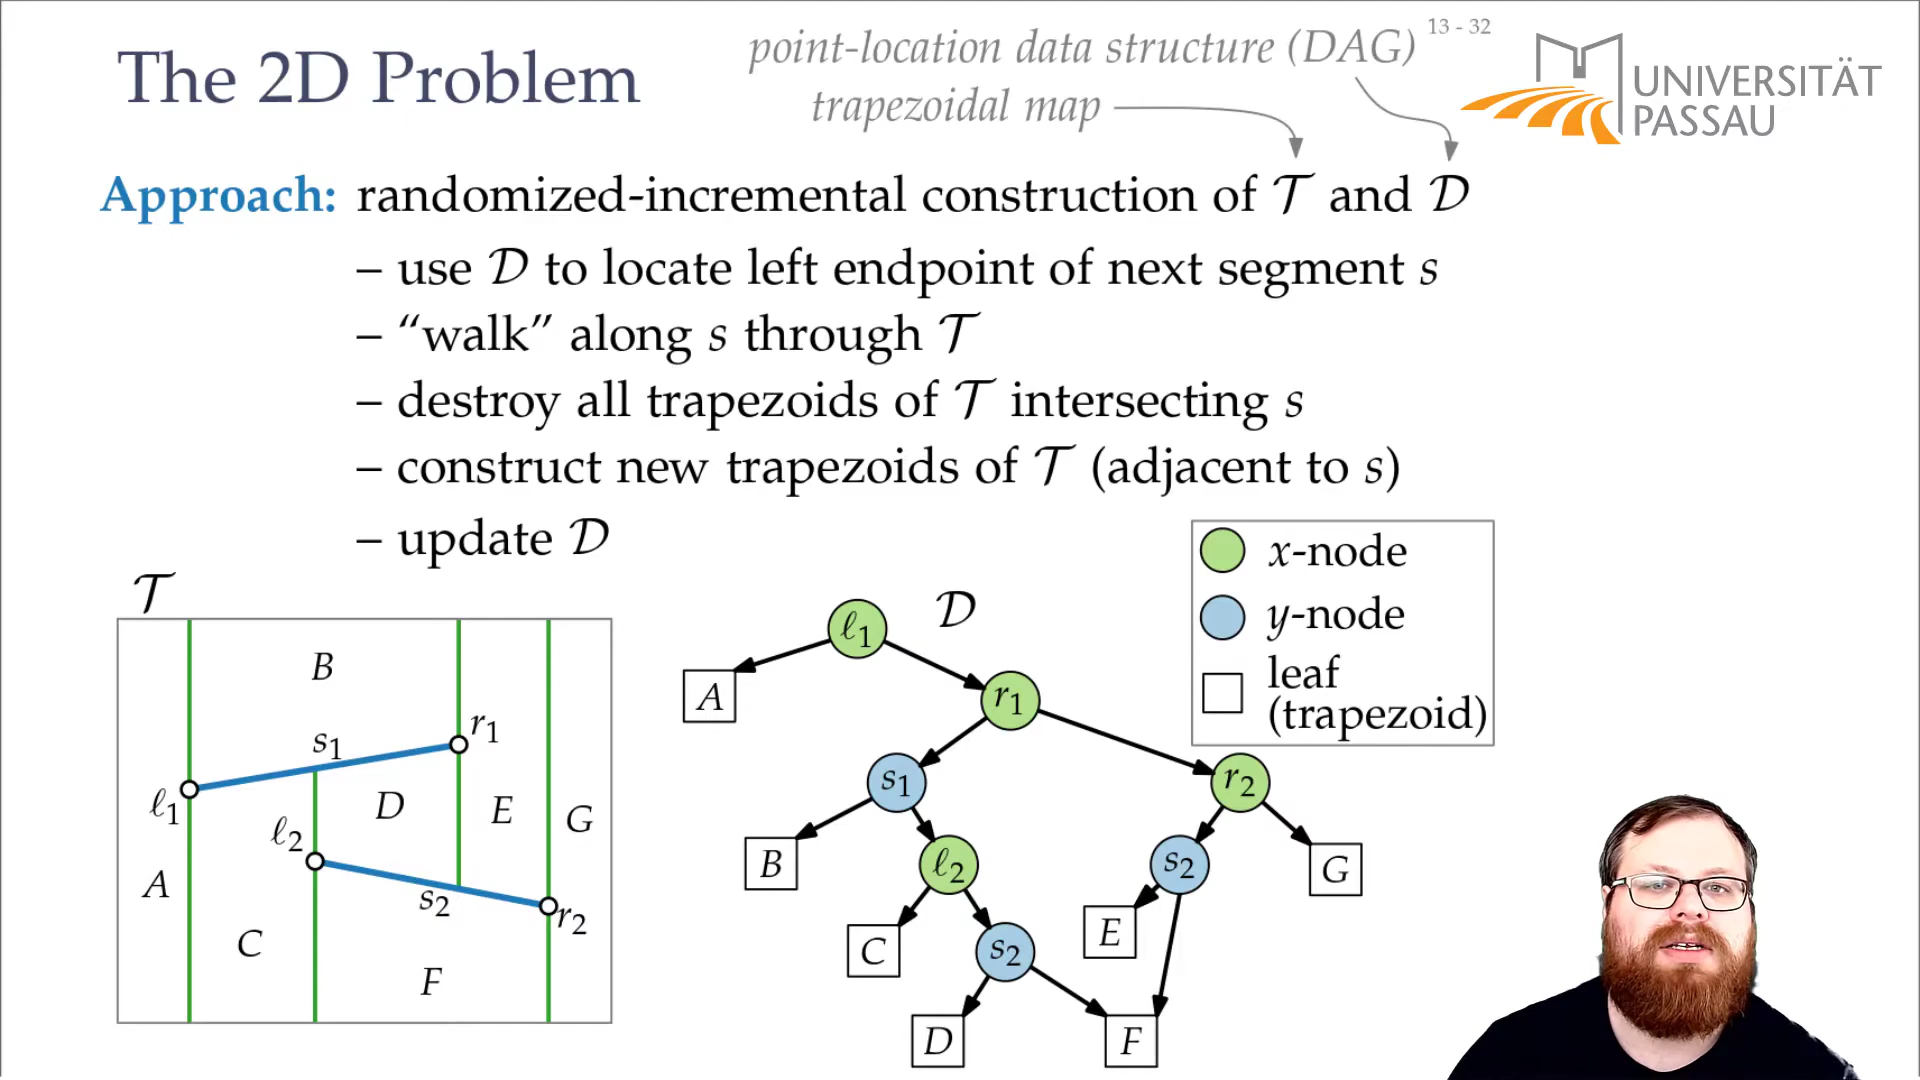 The 2D Problem
point-location data structure (DAG)
13 - 32
trapezoidal map
UNIVERSITÄT
PASSAU
Approach: randomized-incremental construction of 𝒯 and 𝒟
– use 𝒟 to locate left endpoint of next segment s
– “walk” along s through 𝒯
– destroy all trapezoids of 𝒯 intersecting s
– construct new trapezoids of 𝒯 (adjacent to s)
– update 𝒟
𝒯
B
r₁
s₁
ℓ₁
D
E
G
ℓ₂
A
s₂
r₂
C
F
𝒟
ℓ₁
A
r₁
s₁
r₂
B
ℓ₂
s₂
G
C
s₂
E
D
F
x-node
y-node
leaf
(trapezoid)